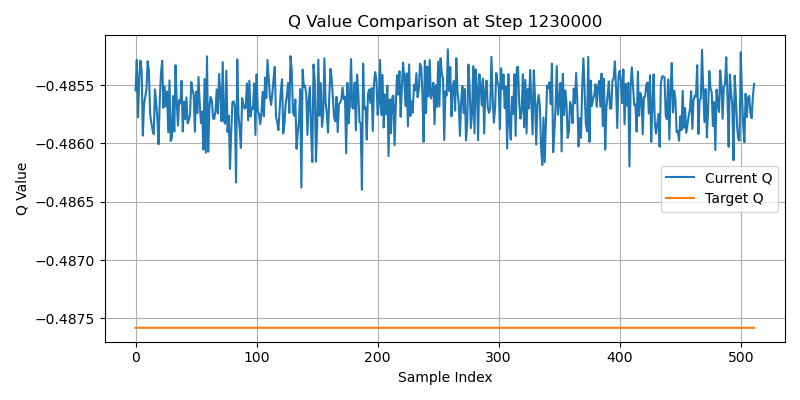 Q Value Comparison at Step 1230000
Q Value
−0.4855
−0.4860
−0.4865
−0.4870
−0.4875
Current Q
Target Q
0 100 200 300 400 500
Sample Index